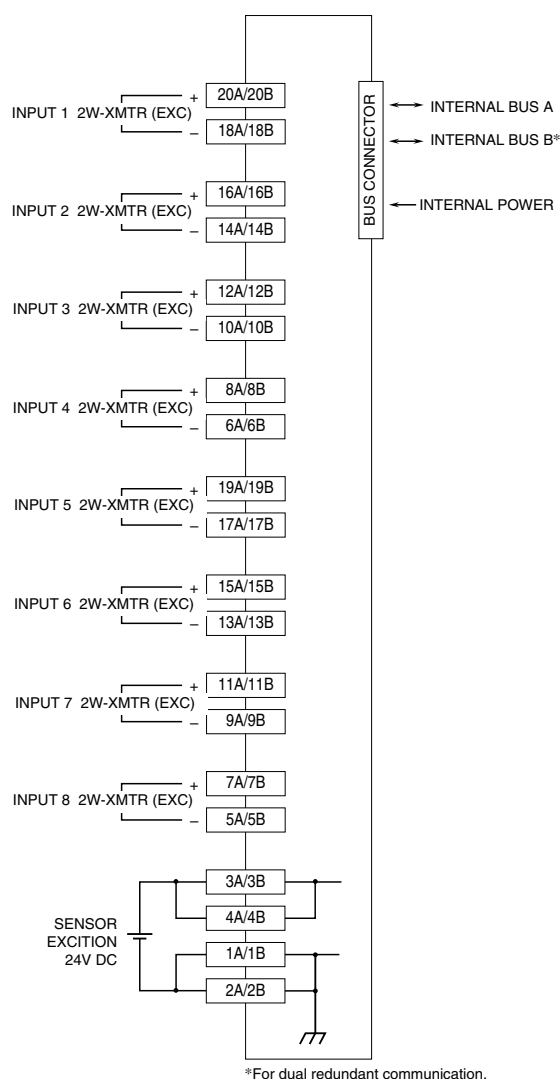 + 20A/20B
INPUT 1 2W-XMTR (EXC)
– 18A/18B
BUS CONNECTOR
INTERNAL BUS A
INTERNAL BUS B*
INTERNAL POWER
+ 16A/16B
INPUT 2 2W-XMTR (EXC)
– 14A/14B
+ 12A/12B
INPUT 3 2W-XMTR (EXC)
– 10A/10B
+ 8A/8B
INPUT 4 2W-XMTR (EXC)
– 6A/6B
+ 19A/19B
INPUT 5 2W-XMTR (EXC)
– 17A/17B
+ 15A/15B
INPUT 6 2W-XMTR (EXC)
– 13A/13B
+ 11A/11B
INPUT 7 2W-XMTR (EXC)
– 9A/9B
+ 7A/7B
INPUT 8 2W-XMTR (EXC)
– 5A/5B
3A/3B
4A/4B
SENSOR
EXCITION
24V DC
1A/1B
2A/2B
*For dual redundant communication.